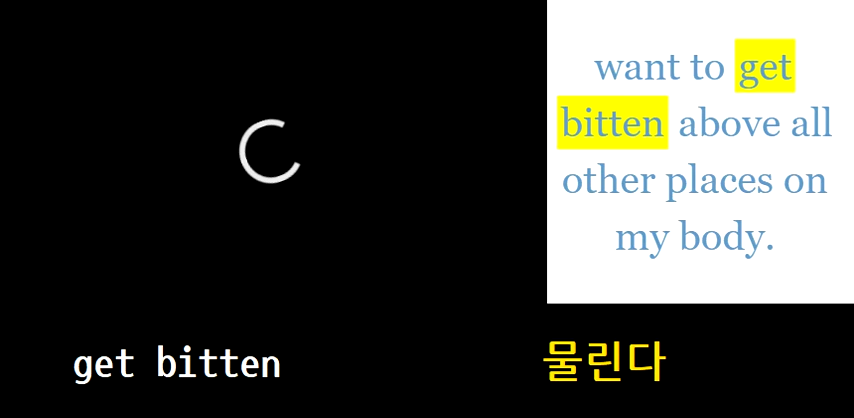 want to get
bitten above all
other places on
my body.
get bitten
물린다